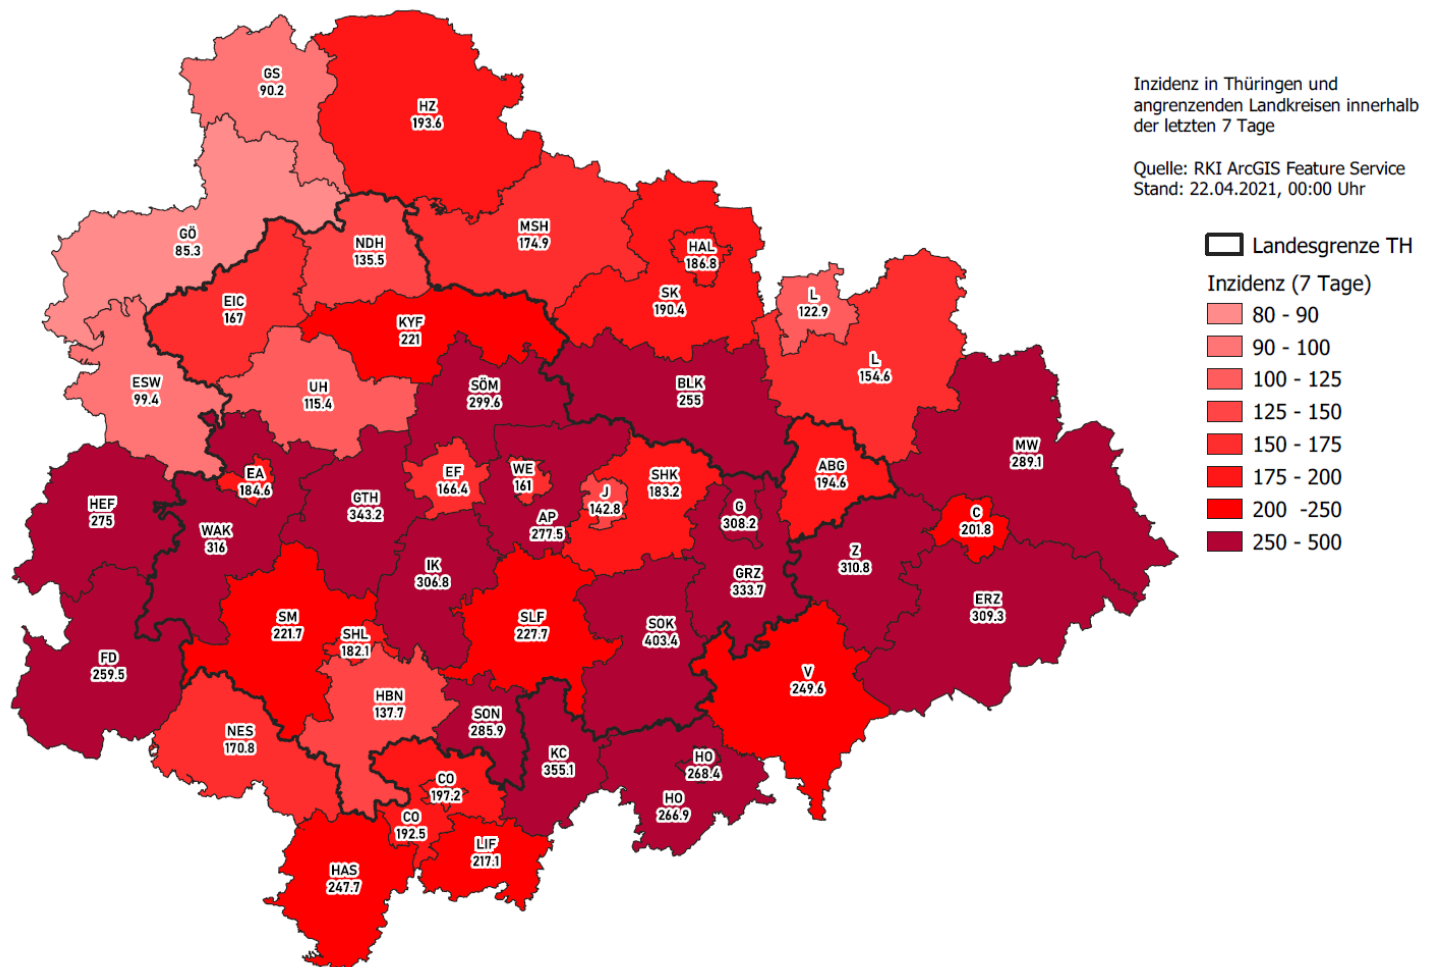 Inzidenz in Thüringen und
angrenzenden Landkreisen innerhalb
der letzten 7 Tage
Quelle: RKI ArcGIS Feature Service
Stand: 22.04.2021, 00:00 Uhr
Landesgrenze TH
Inzidenz (7 Tage)
80 - 90
90 - 100
100 - 125
125 - 150
150 - 175
175 - 200
200 -250
250 - 500
GS
90.2
HZ
193.6
GÖ
85.3
NDH
135.5
MSH
174.9
HAL
186.8
SK
190.4
L
122.9
EIC
167
KYF
221
L
154.6
ESW
99.4
UH
115.4
SÖM
299.6
BLK
255
MW
289.1
EA
184.6
EF
166.4
WE
161
SHK
183.2
ABG
194.6
HEF
275
GTH
343.2
J
142.8
G
308.2
C
201.8
WAK
316
AP
277.5
Z
310.8
IK
306.8
GRZ
333.7
ERZ
309.3
SM
221.7
SHL
182.1
SLF
227.7
SOK
403.4
FD
259.5
V
249.6
HBN
137.7
SON
285.9
NES
170.8
KC
355.1
HO
268.4
CO
197.2
HO
266.9
CO
192.5
LIF
217.1
HAS
247.7